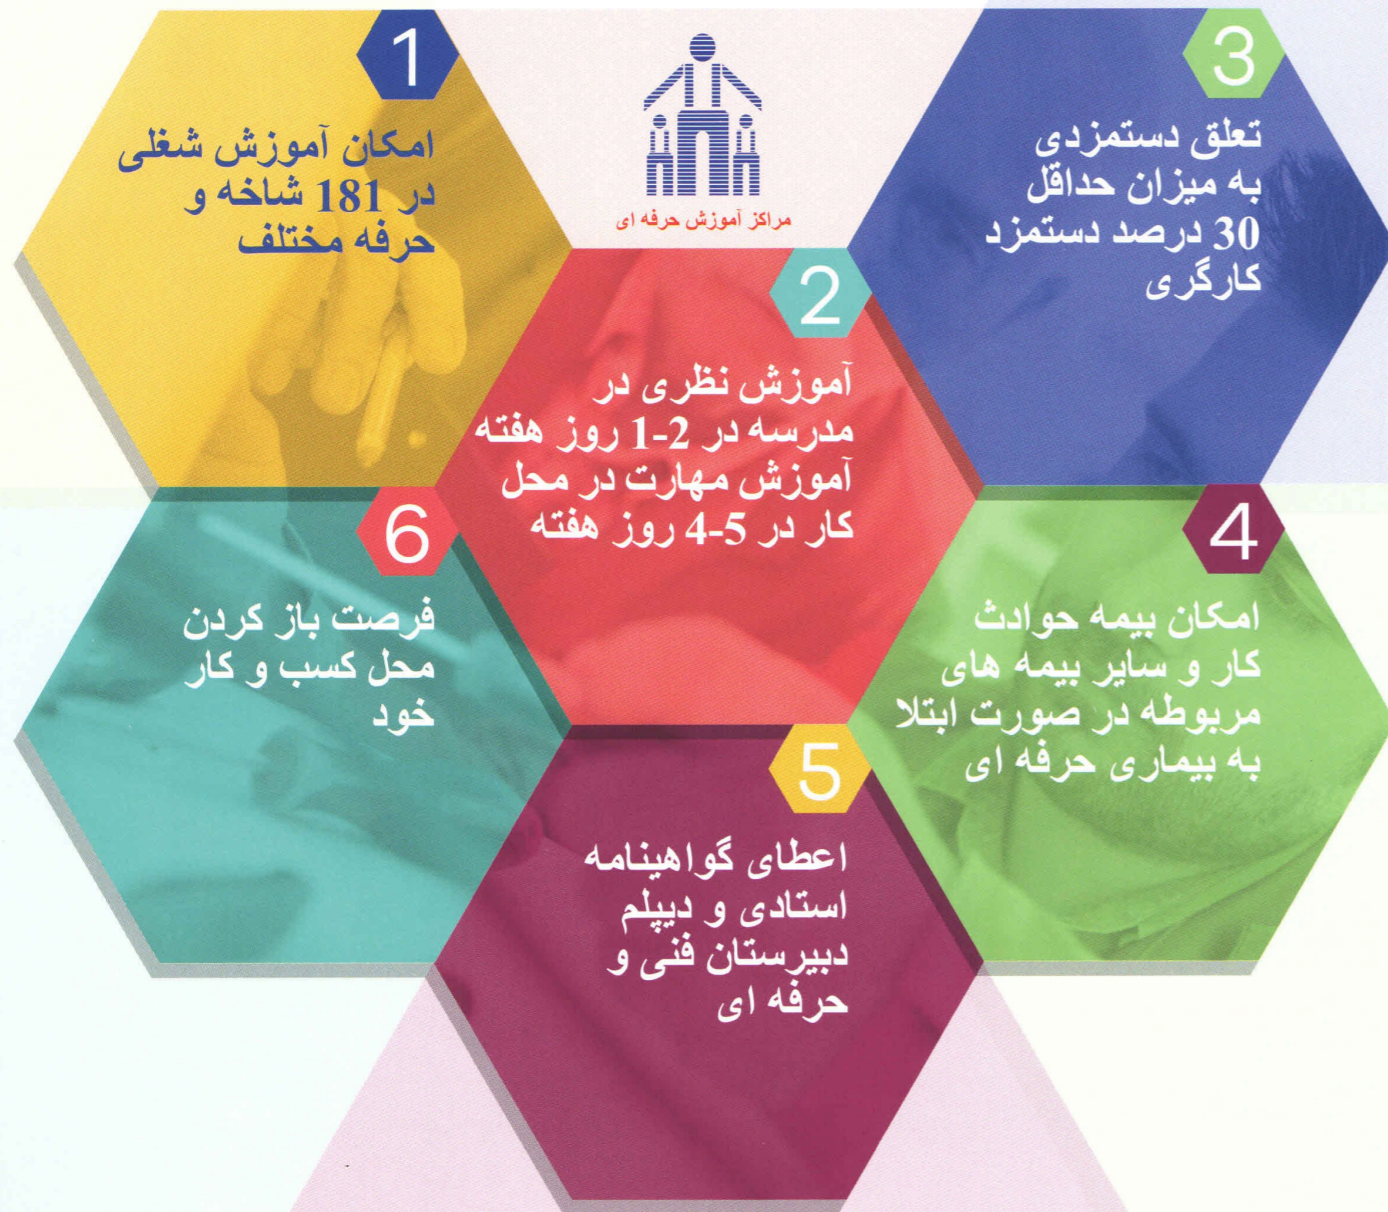 1
امکان آموزش شغلی
در 181 شاخه و
حرفه مختلف
مراکز آموزش حرفه ای
2
آموزش نظری در
مدرسه در 2-1 روز هفته
آموزش مهارت در محل
کار در 5-4 روز هفته
3
تعلق دستمزدی
به میزان حداقل
30 درصد دستمزد
کارگری
4
امکان بیمه حوادث
کار و سایر بیمه های
مربوطه در صورت ابتلا
به بیماری حرفه ای
5
اعطای گواهینامه
استادی و دیپلم
دبیرستان فنی و
حرفه ای
6
فرصت باز کردن
محل کسب و کار
خود